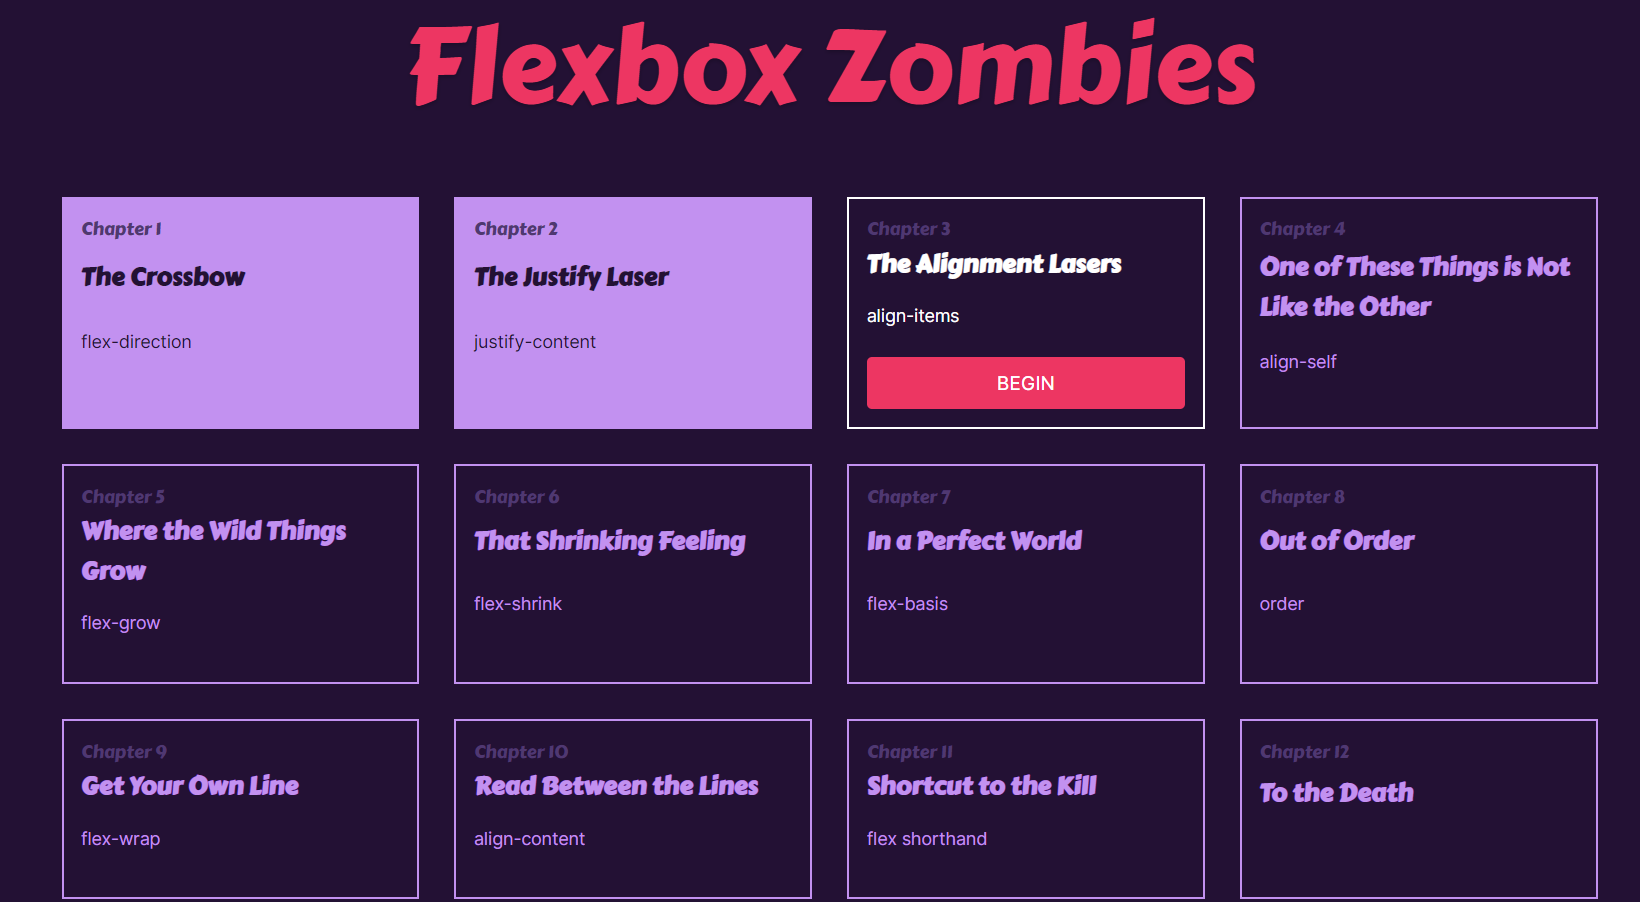 Flexbox Zombies
Chapter 1
The Crossbow
flex-direction
Chapter 2
The Justify Laser
justify-content
Chapter 3
The Alignment Lasers
align-items
BEGIN
Chapter 4
One of These Things is Not
Like the Other
align-self
Chapter 5
Where the Wild Things
Grow
flex-grow
Chapter 6
That Shrinking Feeling
flex-shrink
Chapter 7
In a Perfect World
flex-basis
Chapter 8
Out of Order
order
Chapter 9
Get Your Own Line
flex-wrap
Chapter 10
Read Between the Lines
align-content
Chapter 11
Shortcut to the Kill
flex shorthand
Chapter 12
To the Death